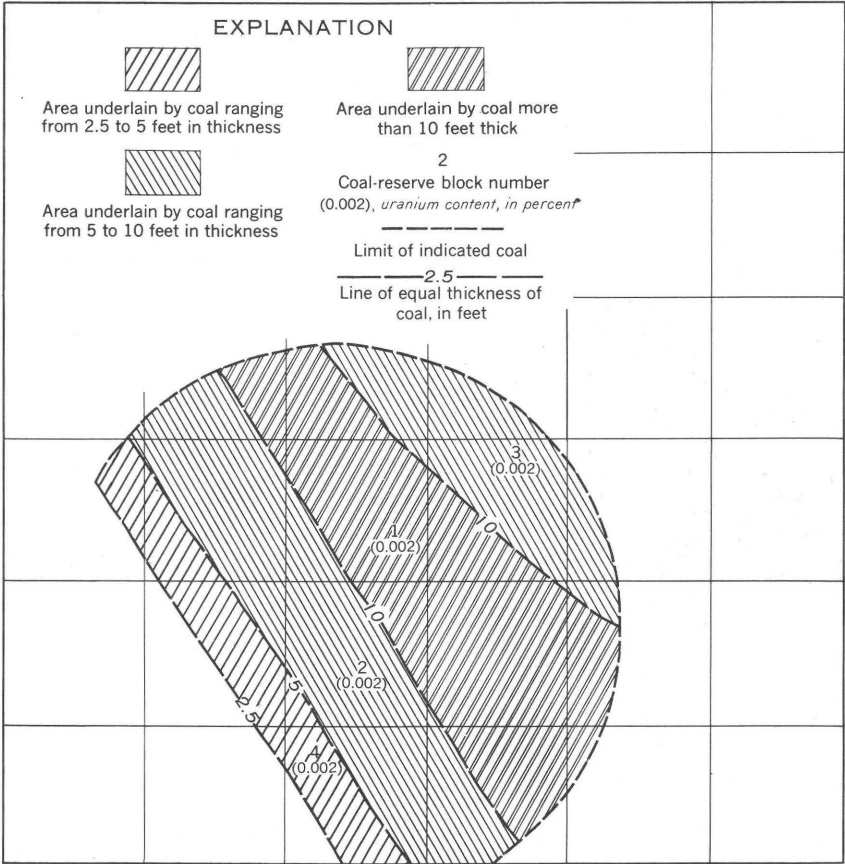 EXPLANATION
Area underlain by coal ranging
from 2.5 to 5 feet in thickness
Area underlain by coal ranging
from 5 to 10 feet in thickness
Area underlain by coal more
than 10 feet thick
2
Coal-reserve block number
(0.002), uranium content, in percent
Limit of indicated coal
2.5
Line of equal thickness of
coal, in feet
3
(0.002)
10
1
(0.002)
10
2
(0.002)
5
2.5
4
(0.002)